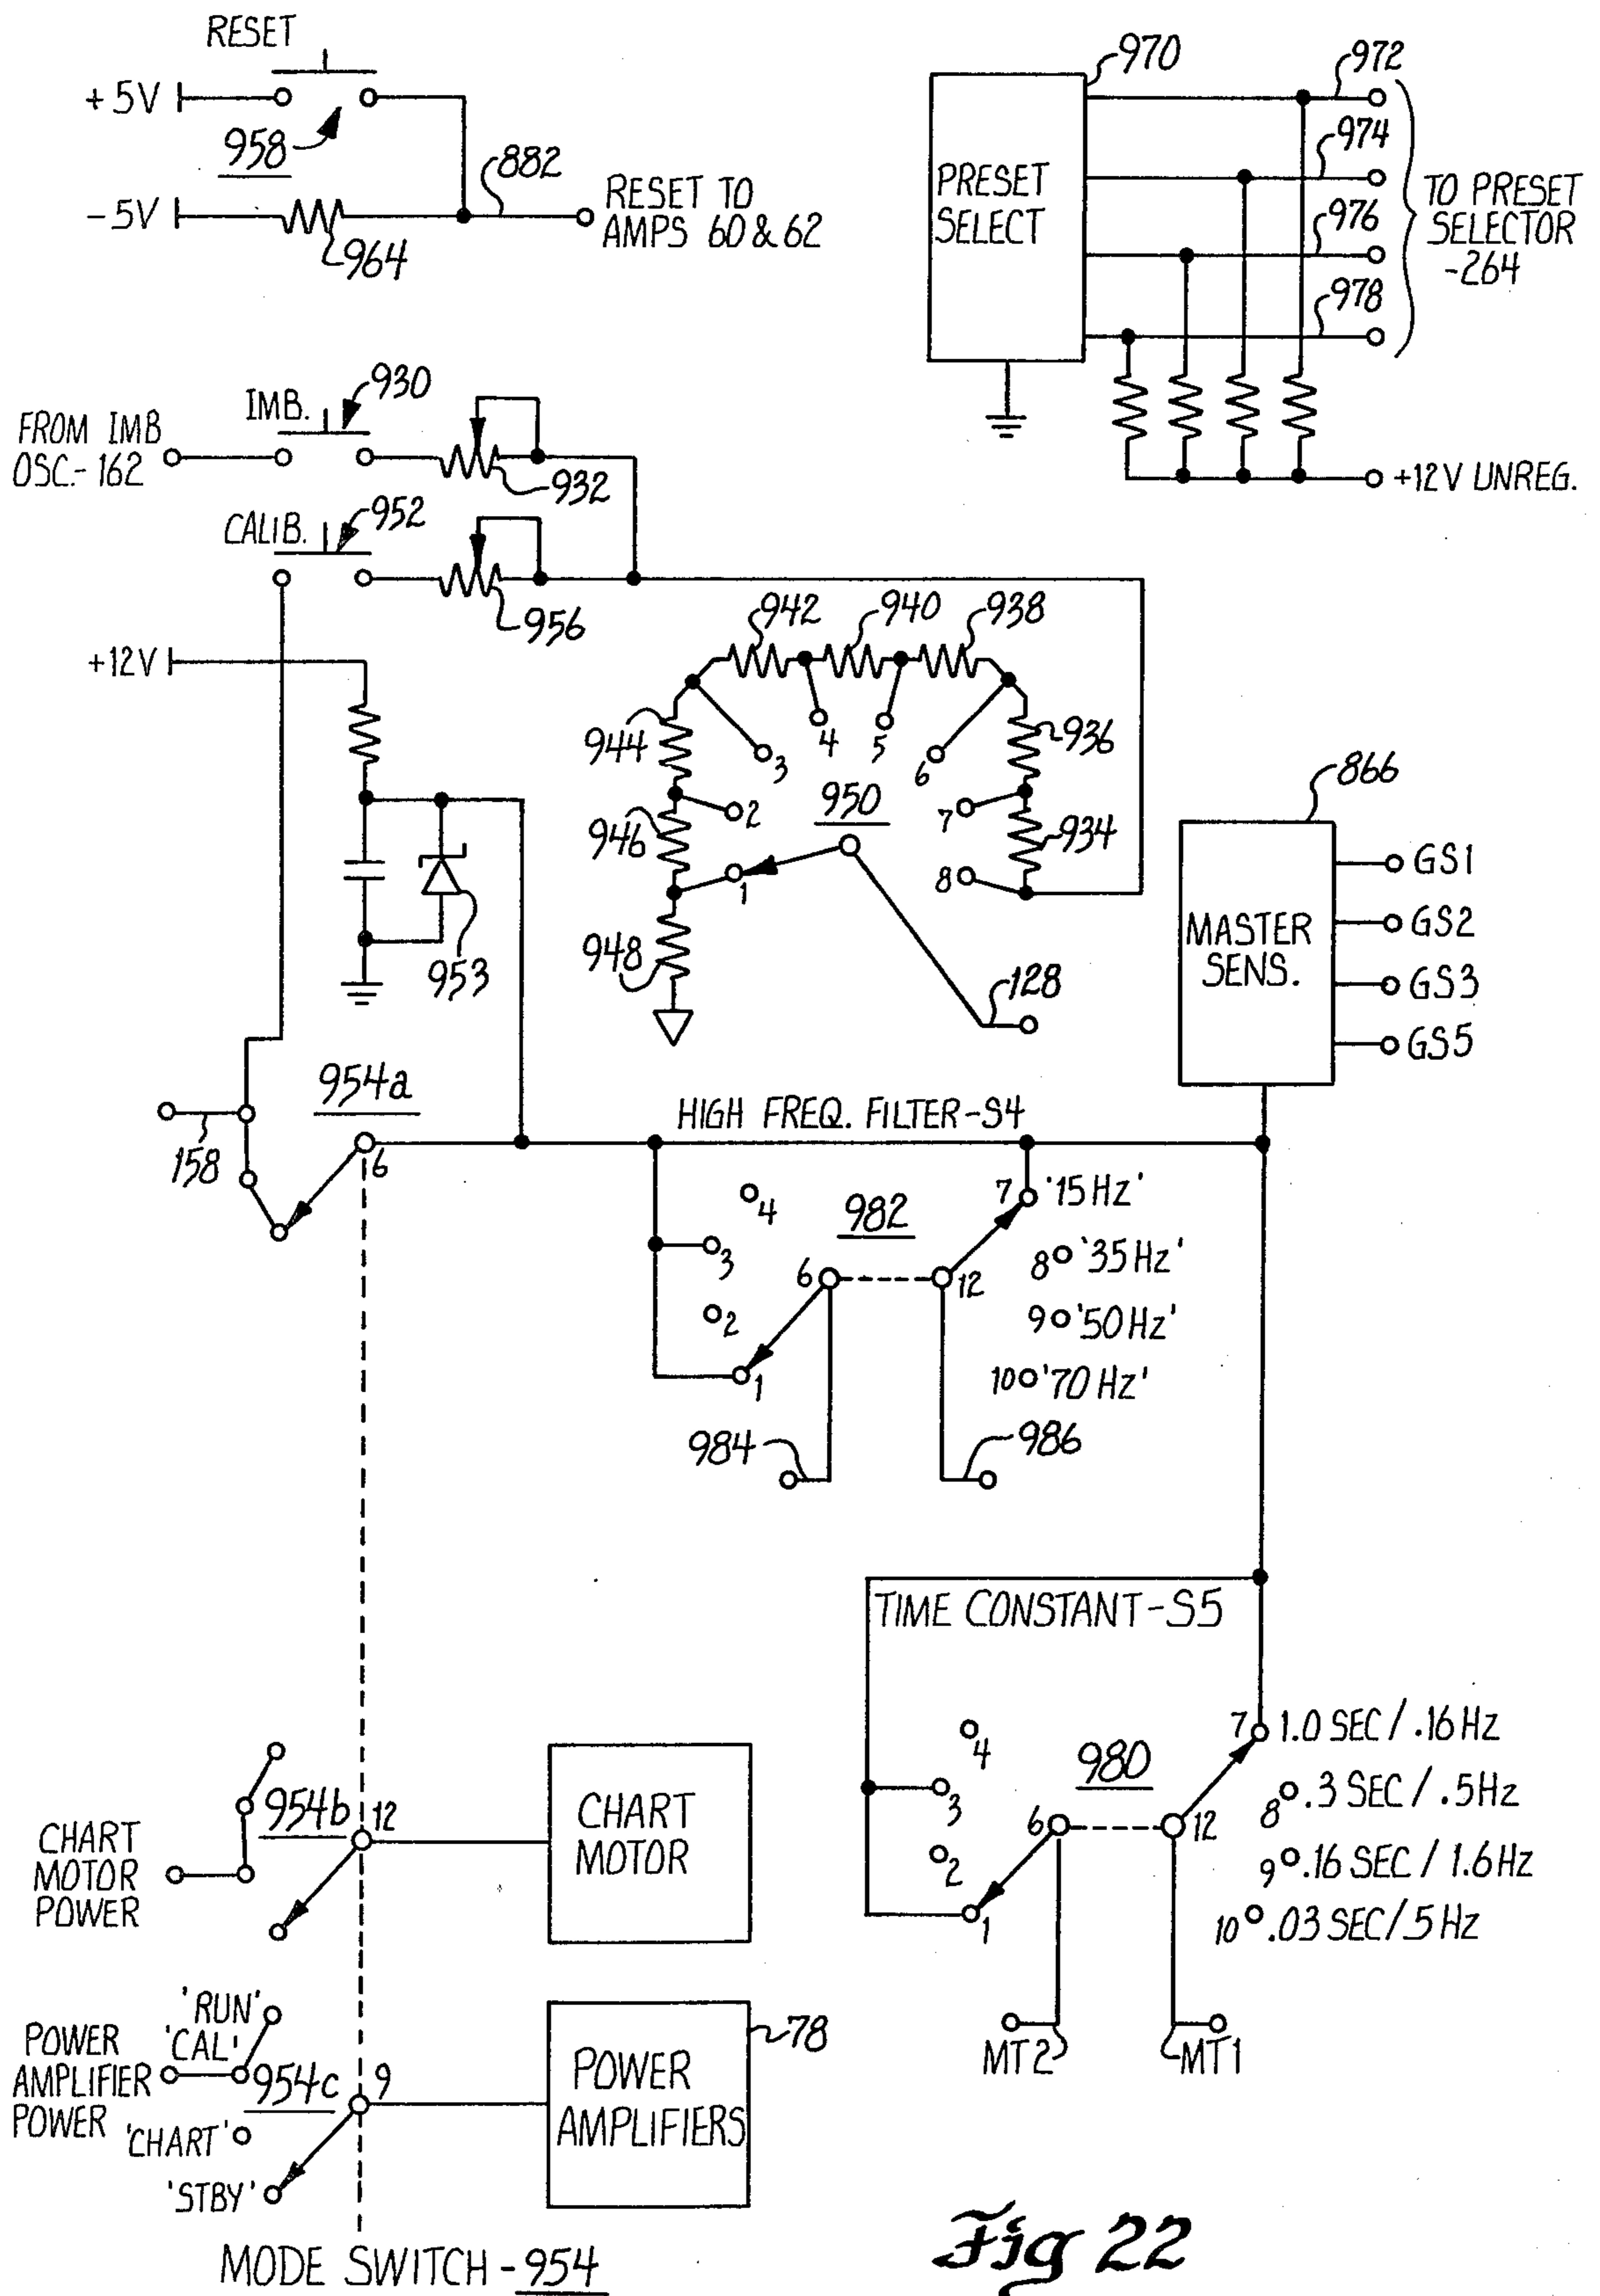 RESET
+5V
958
-5V
964
882
RESET TO
AMPS 60 & 62
970
PRESET
SELECT
972
974
976
978
TO PRESET
SELECTOR
-264
+12V UNREG.
FROM IMB
OSC.-162
IMB.
930
932
CALIB.
952
956
+12V
953
942
940
938
944
946
948
936
934
950
1
2
3
4
5
6
7
8
128
866
MASTER
SENS.
GS1
GS2
GS3
GS5
158
954a
6
HIGH FREQ. FILTER-S4
4
3
2
1
6
982
12
7 '15Hz'
8 '35Hz'
9 '50Hz'
10 '70Hz'
984
986
TIME CONSTANT-S5
4
3
2
1
6
980
12
7 1.0 SEC / .16Hz
8 .3 SEC / .5Hz
9 .16 SEC / 1.6Hz
10 .03 SEC/5 Hz
MT2
MT1
954b
12
CHART
MOTOR
POWER
CHART
MOTOR
'RUN'
'CAL'
POWER
AMPLIFIER
POWER
954c
9
'CHART'
'STBY'
POWER
AMPLIFIERS
78
MODE SWITCH-954
Fig 22